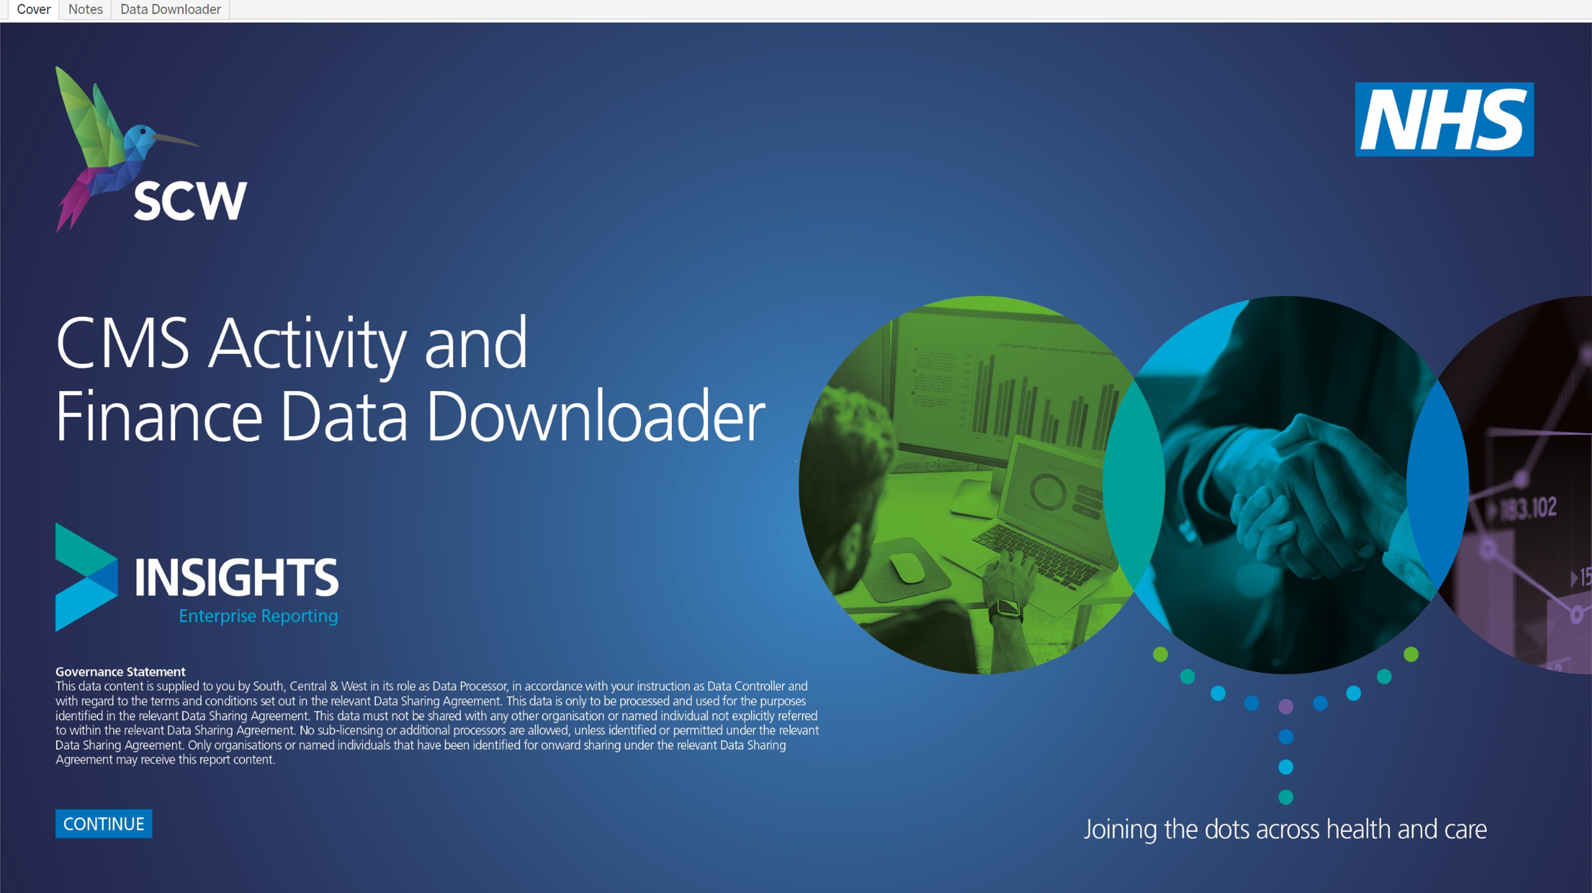 Cover Notes Data Downloader
SCW
NHS
CMS Activity and
Finance Data Downloader
INSIGHTS
Enterprise Reporting
Governance Statement
This data content is supplied to you by South, Central & West in its role as Data Processor, in accordance with your instruction as Data Controller and
with regard to the terms and conditions set out in the relevant Data Sharing Agreement. This data is only to be processed and used for the purposes
identified in the relevant Data Sharing Agreement. This data must not be shared with any other organisation or named individual not explicitly referred
to within the relevant Data Sharing Agreement. No sub-licensing or additional processors are allowed, unless identified or permitted under the relevant
Data Sharing Agreement. Only organisations or named individuals that have been identified for onward sharing under the relevant Data Sharing
Agreement may receive this report content.
CONTINUE
Joining the dots across health and care